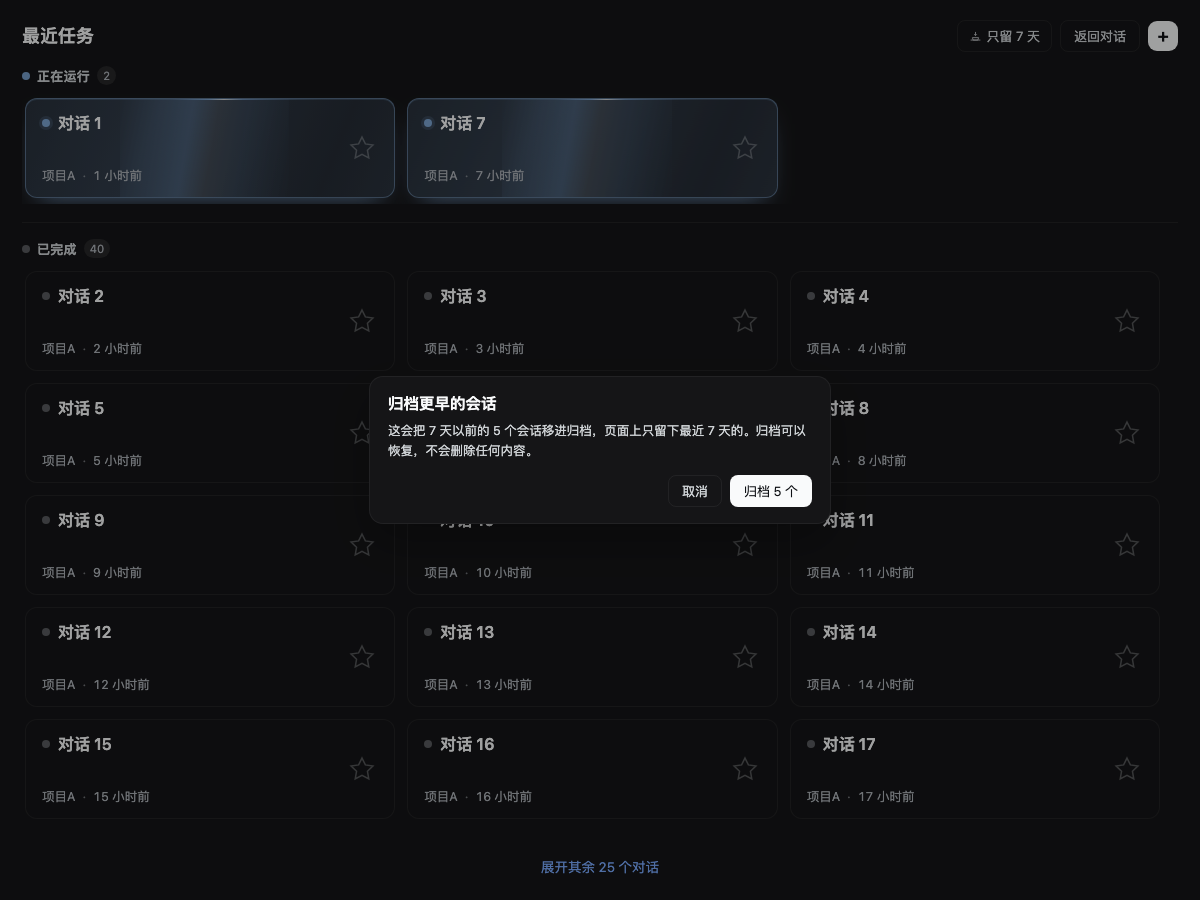 最近任务
只留 7 天
返回对话
正在运行 2
对话 1
项目A · 1 小时前
对话 7
项目A · 7 小时前
已完成 40
对话 2
项目A · 2 小时前
对话 3
项目A · 3 小时前
对话 4
项目A · 4 小时前
对话 5
项目A · 5 小时前
对话 8
A · 8 小时前
归档更早的会话
这会把 7 天以前的 5 个会话移进归档，页面上只留下最近 7 天的。归档可以
恢复，不会删除任何内容。
取消
归档 5 个
对话 9
项目A · 9 小时前
项目A · 10 小时前
对话 11
项目A · 11 小时前
对话 12
项目A · 12 小时前
对话 13
项目A · 13 小时前
对话 14
项目A · 14 小时前
对话 15
项目A · 15 小时前
对话 16
项目A · 16 小时前
对话 17
项目A · 17 小时前
展开其余 25 个对话